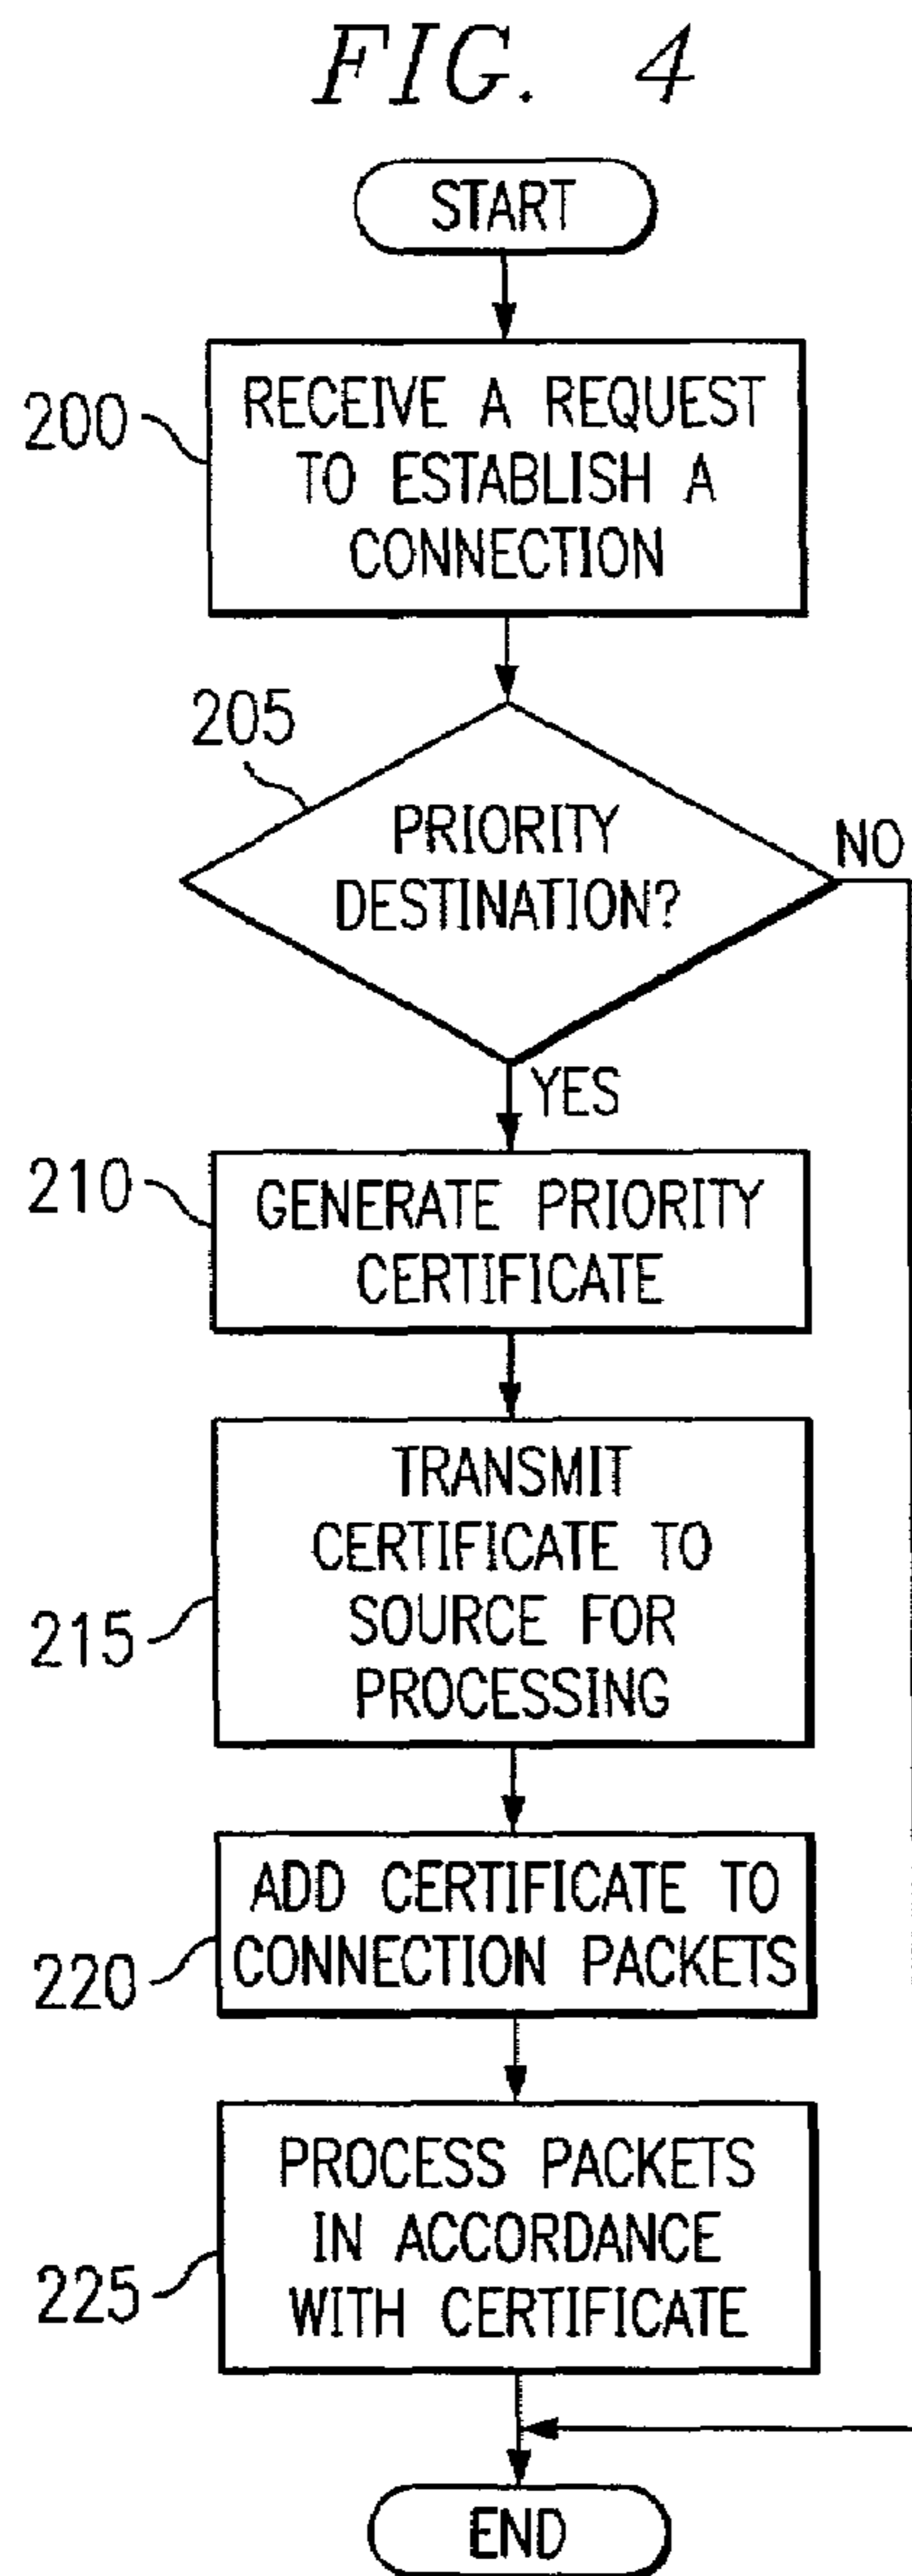 FIG. 4
START
200
RECEIVE A REQUEST
TO ESTABLISH A
CONNECTION
205
PRIORITY
DESTINATION?
NO
YES
210
GENERATE PRIORITY
CERTIFICATE
TRANSMIT
CERTIFICATE TO
SOURCE FOR
PROCESSING
215
ADD CERTIFICATE TO
CONNECTION PACKETS
220
PROCESS PACKETS
IN ACCORDANCE
WITH CERTIFICATE
225
END